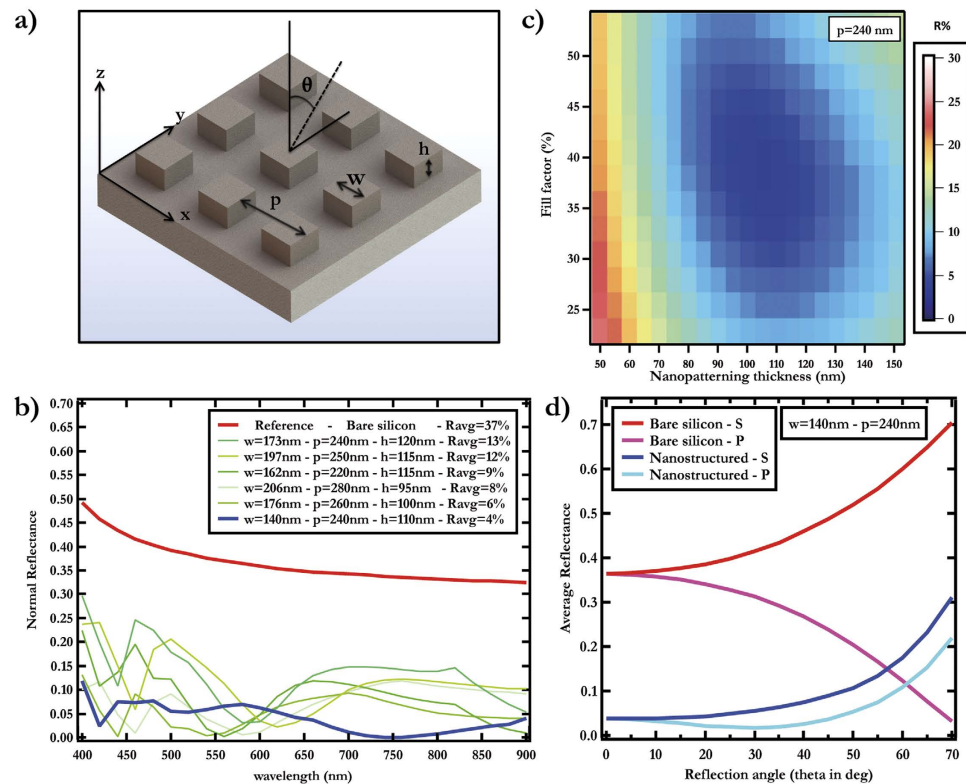 a)
z
y
x
θ
h
w
p
c)
p=240 nm
R%
30
25
20
15
10
5
0
Fill factor (%)
50
45
40
35
30
25
50 60 70 80 90 100 110 120 130 140 150
Nanopatterning thickness (nm)
b)
Normal Reflectance
0.70
0.65
0.60
0.55
0.50
0.45
0.40
0.35
0.30
0.25
0.20
0.15
0.10
0.05
0.00
Reference - Bare silicon - Ravg=37%
w=173nm - p=240nm - h=120nm - Ravg=13%
w=197nm - p=250nm - h=115nm - Ravg=12%
w=162nm - p=220nm - h=115nm - Ravg=9%
w=206nm - p=280nm - h=95nm - Ravg=8%
w=176nm - p=260nm - h=100nm - Ravg=6%
w=140nm - p=240nm - h=110nm - Ravg=4%
400 450 500 550 600 650 700 750 800 850 900
wavelength (nm)
d)
Average Reflectance
0.7
0.6
0.5
0.4
0.3
0.2
0.1
0.0
Bare silicon - S
Bare silicon - P
Nanostructured - S
Nanostructured - P
w=140nm - p=240nm
0 10 20 30 40 50 60 70
Reflection angle (theta in deg)